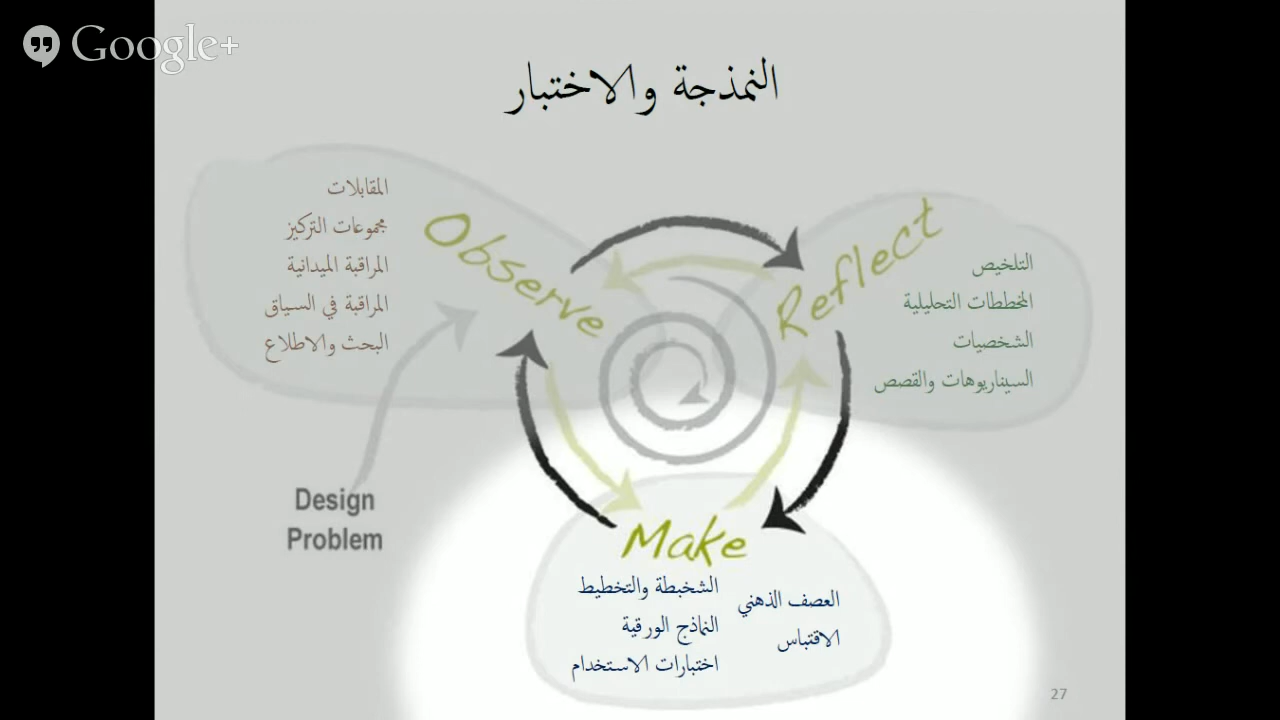 Google+
النمذجة والاختبار
Observe
المقابلات
مجموعات التركيز
المراقبة الميدانية
المراقبة في السياق
البحث والاطلاع
Reflect
التلخيص
المخططات التحليلية
الشخصيات
السيناريوهات والقصص
Design
Problem
Make
العصف الذهني
الاقتباس
الشخبطة والتخطيط
النماذج الورقية
اختبارات الاستخدام
27